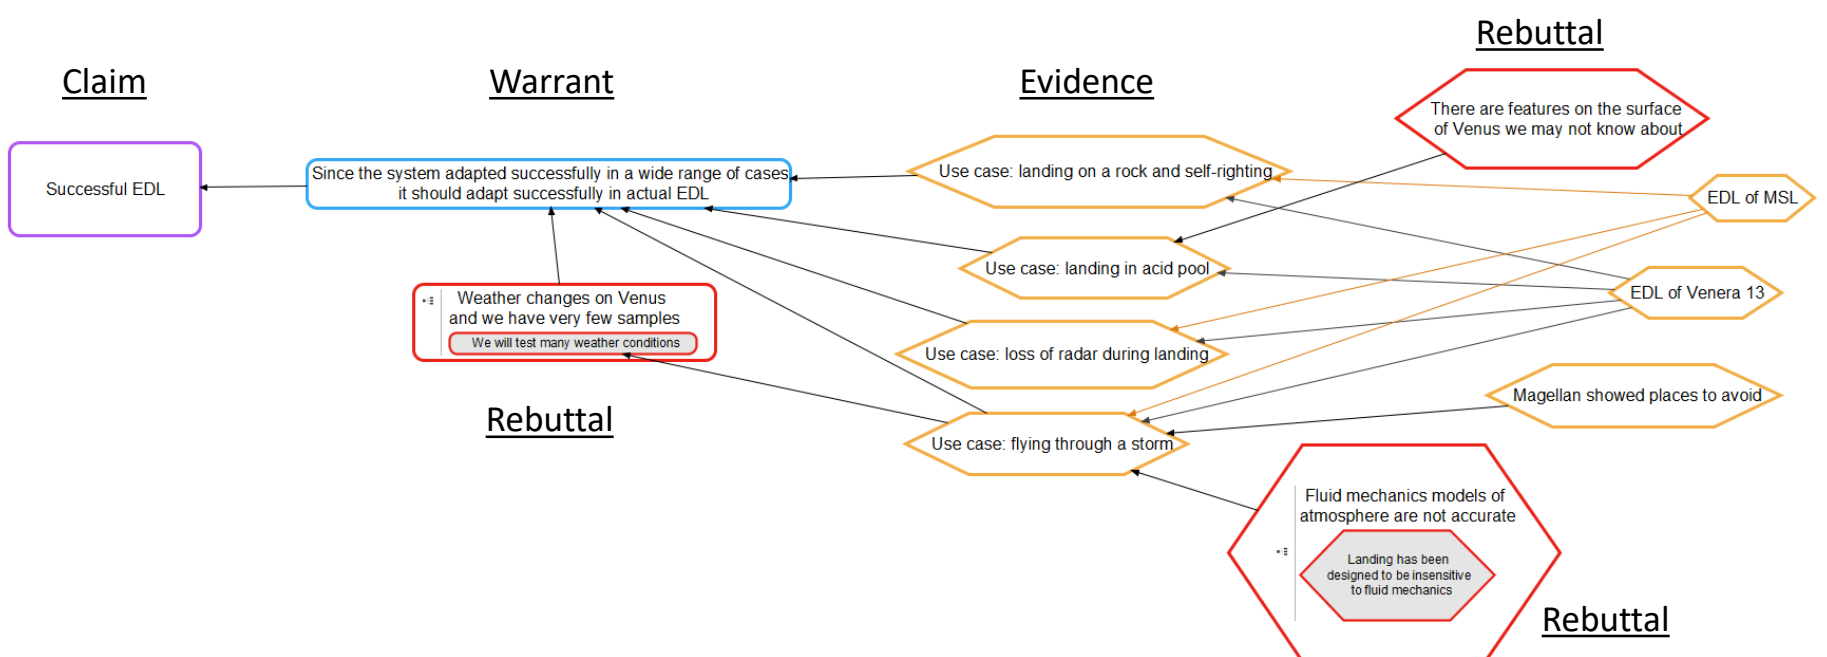 Rebuttal
Claim
Warrant
Evidence
There are features on the surface
of Venus we may not know about
Successful EDL
Since the system adapted successfully in a wide range of cases
it should adapt successfully in actual EDL
Use case: landing on a rock and self-righting
EDL of MSL
Use case: landing in acid pool
EDL of Venera 13
Weather changes on Venus
and we have very few samples
We will test many weather conditions
Use case: loss of radar during landing
Magellan showed places to avoid
Rebuttal
Use case: flying through a storm
Fluid mechanics models of
atmosphere are not accurate
Landing has been
designed to be insensitive
to fluid mechanics
Rebuttal